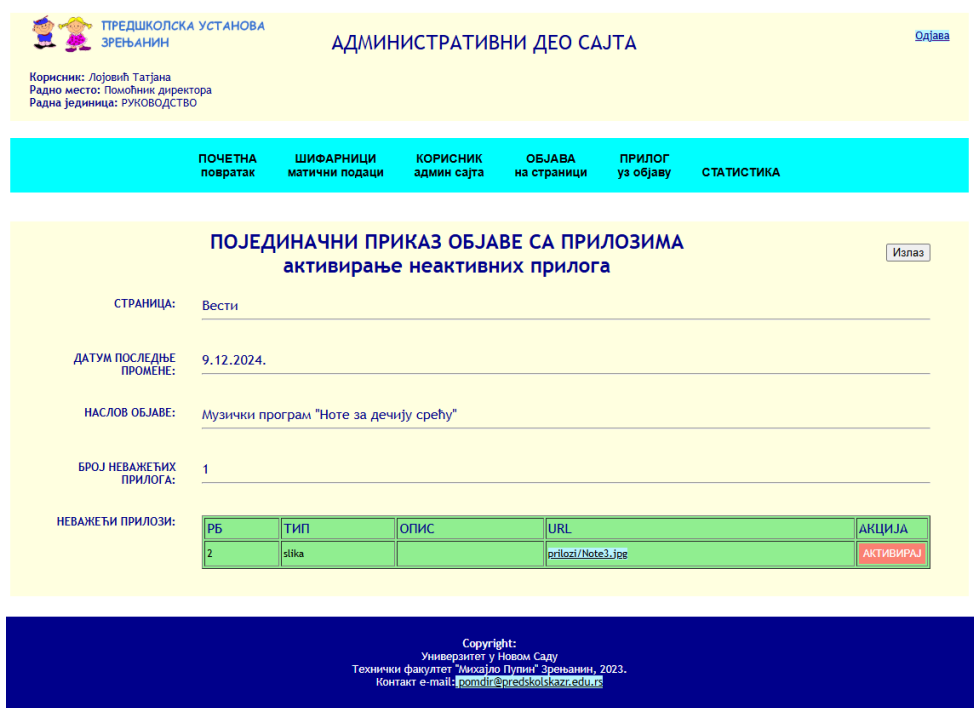 ПРЕДШКОЛСКА УСТАНОВА
ЗРЕЊАНИН
АДМИНИСТРАТИВНИ ДЕО САЈТА
Одјава
Корисник: Лојовић Татјана
Радно место: Помоћник директора
Радна јединица: РУКОВОДСТВО
ПОЧЕТНА ШИФАРНИЦИ КОРИСНИК ОБЈАВА ПРИЛОГ
повратак матични подаци админ сајта на страници уз објаву СТАТИСТИКА
ПОЈЕДИНАЧНИ ПРИКАЗ ОБЈАВЕ СА ПРИЛОЗИМА
активирање неактивних прилога
Излаз
СТРАНИЦА: Вести
ДАТУМ ПОСЛЕДЊЕ
ПРОМЕНЕ:
9.12.2024.
НАСЛОВ ОБЈАВЕ: Музички програм "Ноте за дечију срећу"
БРОЈ НЕВАЖЕЋИХ
ПРИЛОГА:
1
НЕВАЖЕЋИ ПРИЛОЗИ:
РБ ТИП ОПИС URL АКЦИЈА
2 slika prilozi/Note3.jpg АКТИВИРАЈ
Copyright:
Универзитет у Новом Саду
Технички факултет "Михајло Пупин" Зрењанин, 2023.
Контакт e-mail: pomdir@predskolskazr.edu.rs